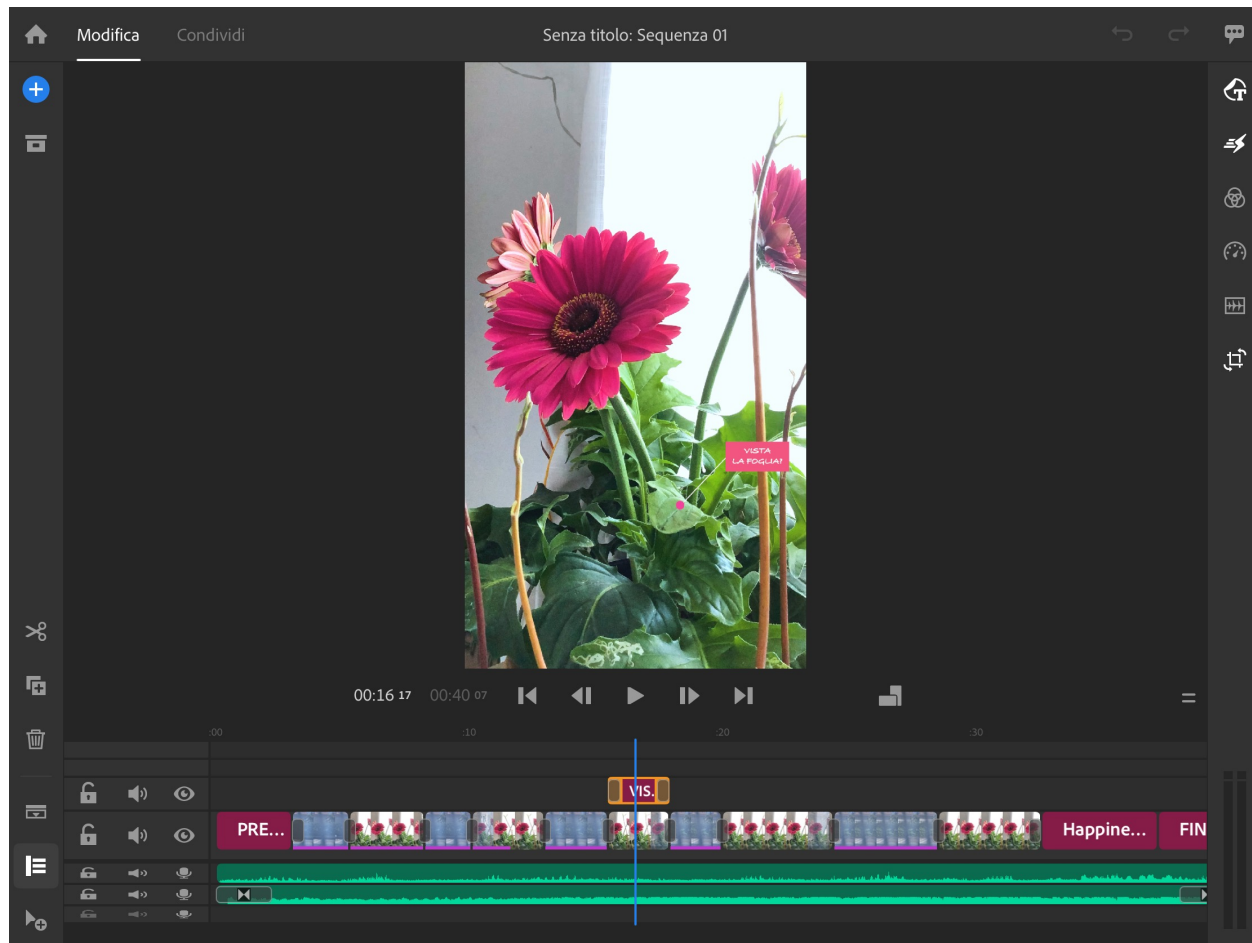 Modifica Condividi Senza titolo: Sequenza 01
VISTA
LA FOGLIA?
00:16 17 00:40 07
:00 :10 :20 :30
VIS.
PRE... Happine... FIN